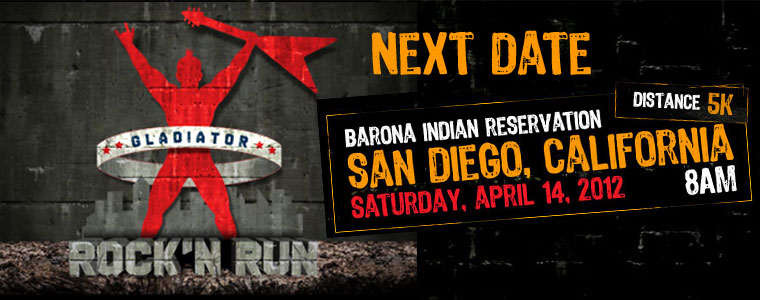 GLADIATOR
ROCK'N RUN
NEXT DATE
DISTANCE 5K
BARONA INDIAN RESERVATION
SAN DIEGO, CALIFORNIA
SATURDAY, APRIL 14, 2012
8AM